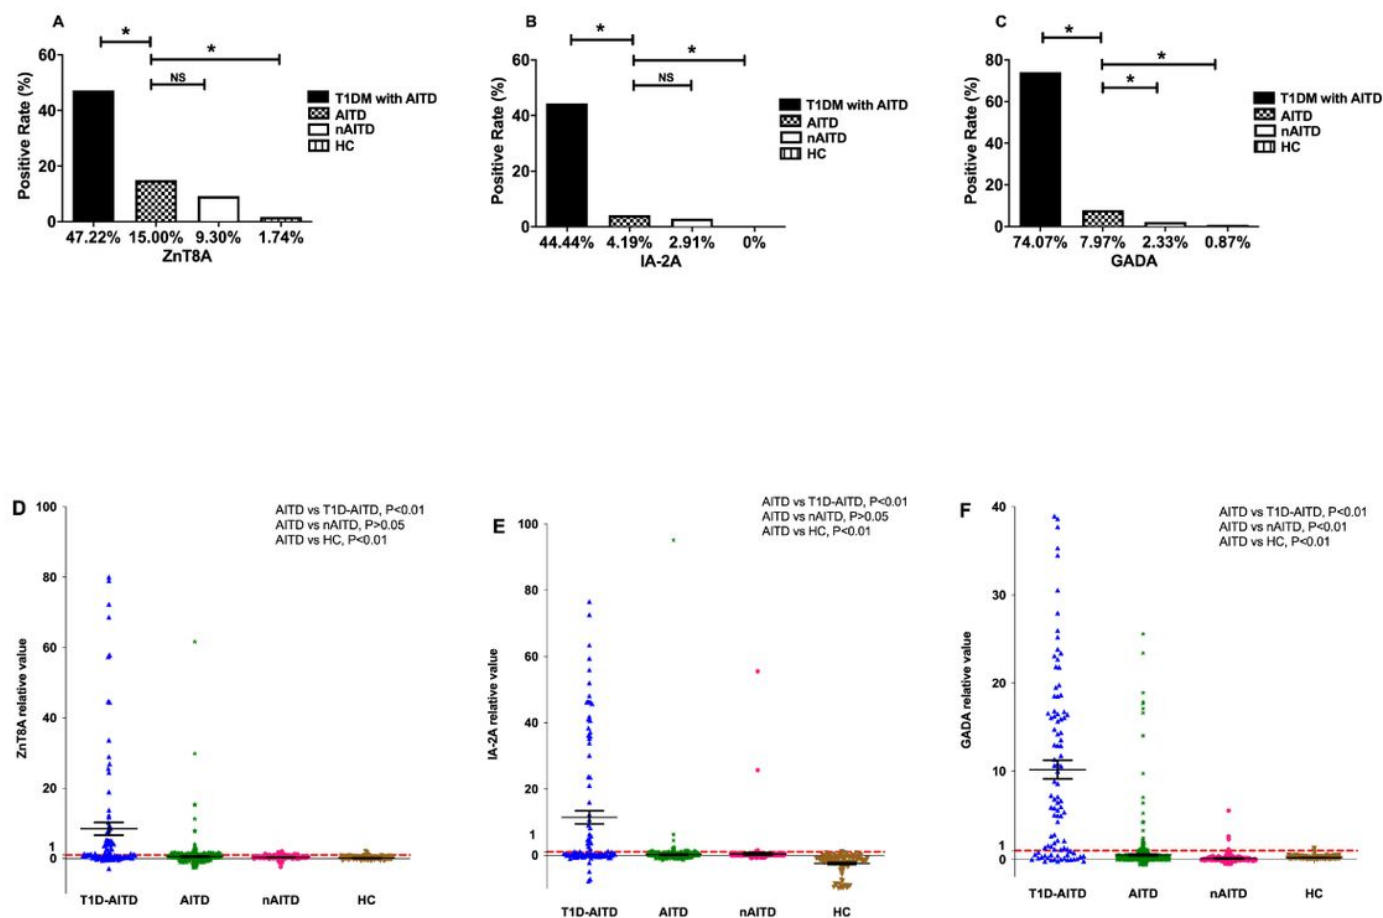 A
*
*
NS
Positive Rate (%)
60
40
20
0
47.22% 15.00% 9.30% 1.74%
ZnT8A
T1DM with AITD
AITD
nAITD
HC
B
*
*
NS
Positive Rate (%)
60
40
20
0
44.44% 4.19% 2.91% 0%
IA-2A
T1DM with AITD
AITD
nAITD
HC
C
*
*
*
Positive Rate (%)
80
60
40
20
0
74.07% 7.97% 2.33% 0.87%
GADA
T1DM with AITD
AITD
nAITD
HC
D
AITD vs T1D-AITD, P<0.01
AITD vs nAITD, P>0.05
AITD vs HC, P<0.01
ZnT8A relative value
100
80
60
40
20
1
0
T1D-AITD AITD nAITD HC
E
AITD vs T1D-AITD, P<0.01
AITD vs nAITD, P>0.05
AITD vs HC, P<0.01
IA-2A relative value
100
80
60
40
20
1
0
T1D-AITD AITD nAITD HC
F
AITD vs T1D-AITD, P<0.01
AITD vs nAITD, P<0.01
AITD vs HC, P<0.01
GADA relative value
40
30
20
10
1
0
T1D-AITD AITD nAITD HC